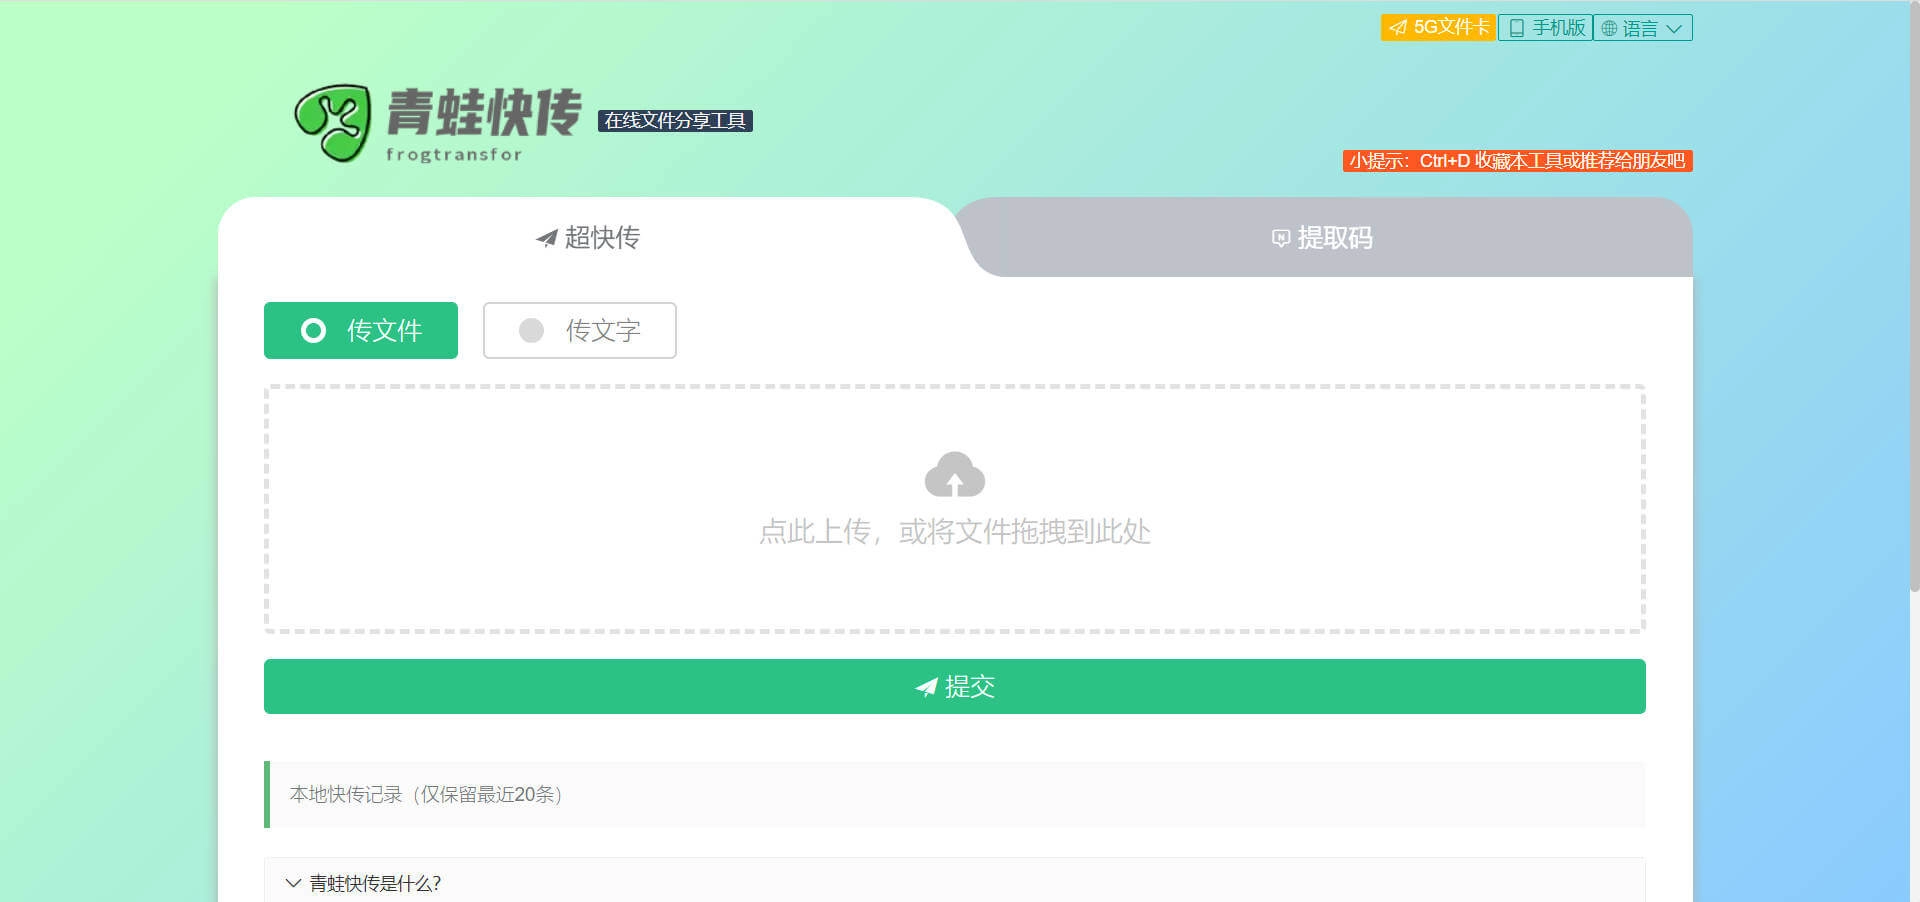 5G文件卡 手机版 语言
青蛙快传 在线文件分享工具
frogtransfor
小提示：Ctrl+D 收藏本工具或推荐给朋友吧
超快传 提取码
传文件 传文字
点此上传，或将文件拖拽到此处
提交
本地快传记录（仅保留最近20条）
青蛙快传是什么?